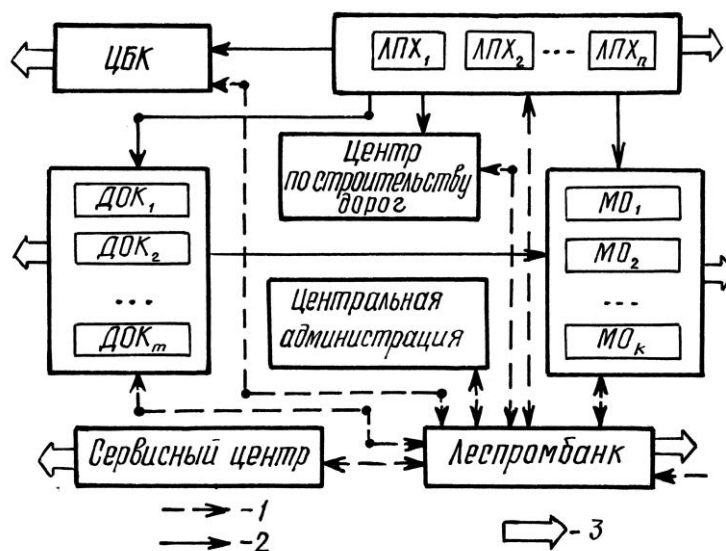 ЦБК
ЛПХ₁ ЛПХ₂ --- ЛПХₙ
Центр
по строительству
дорог
ДОК₁
ДОК₂
...
ДОКₘ
МО₁
МО₂
...
МОₖ
Центральная
администрация
Сервисный центр
Леспромбанк
-1
-2
-3